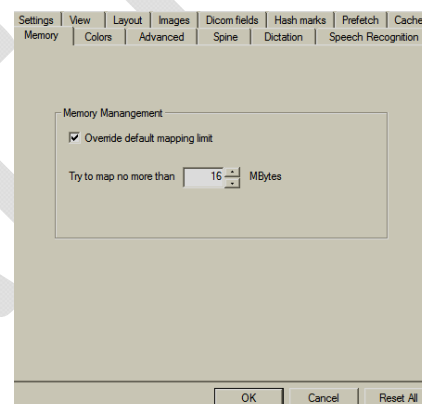 Settings View Layout Images Dicom fields Hash marks Prefetch Cache
Memory Colors Advanced Spine Dictation Speech Recognition
Memory Manangement
Override default mapping limit
Try to map no more than 16 MBytes
OK Cancel Reset All